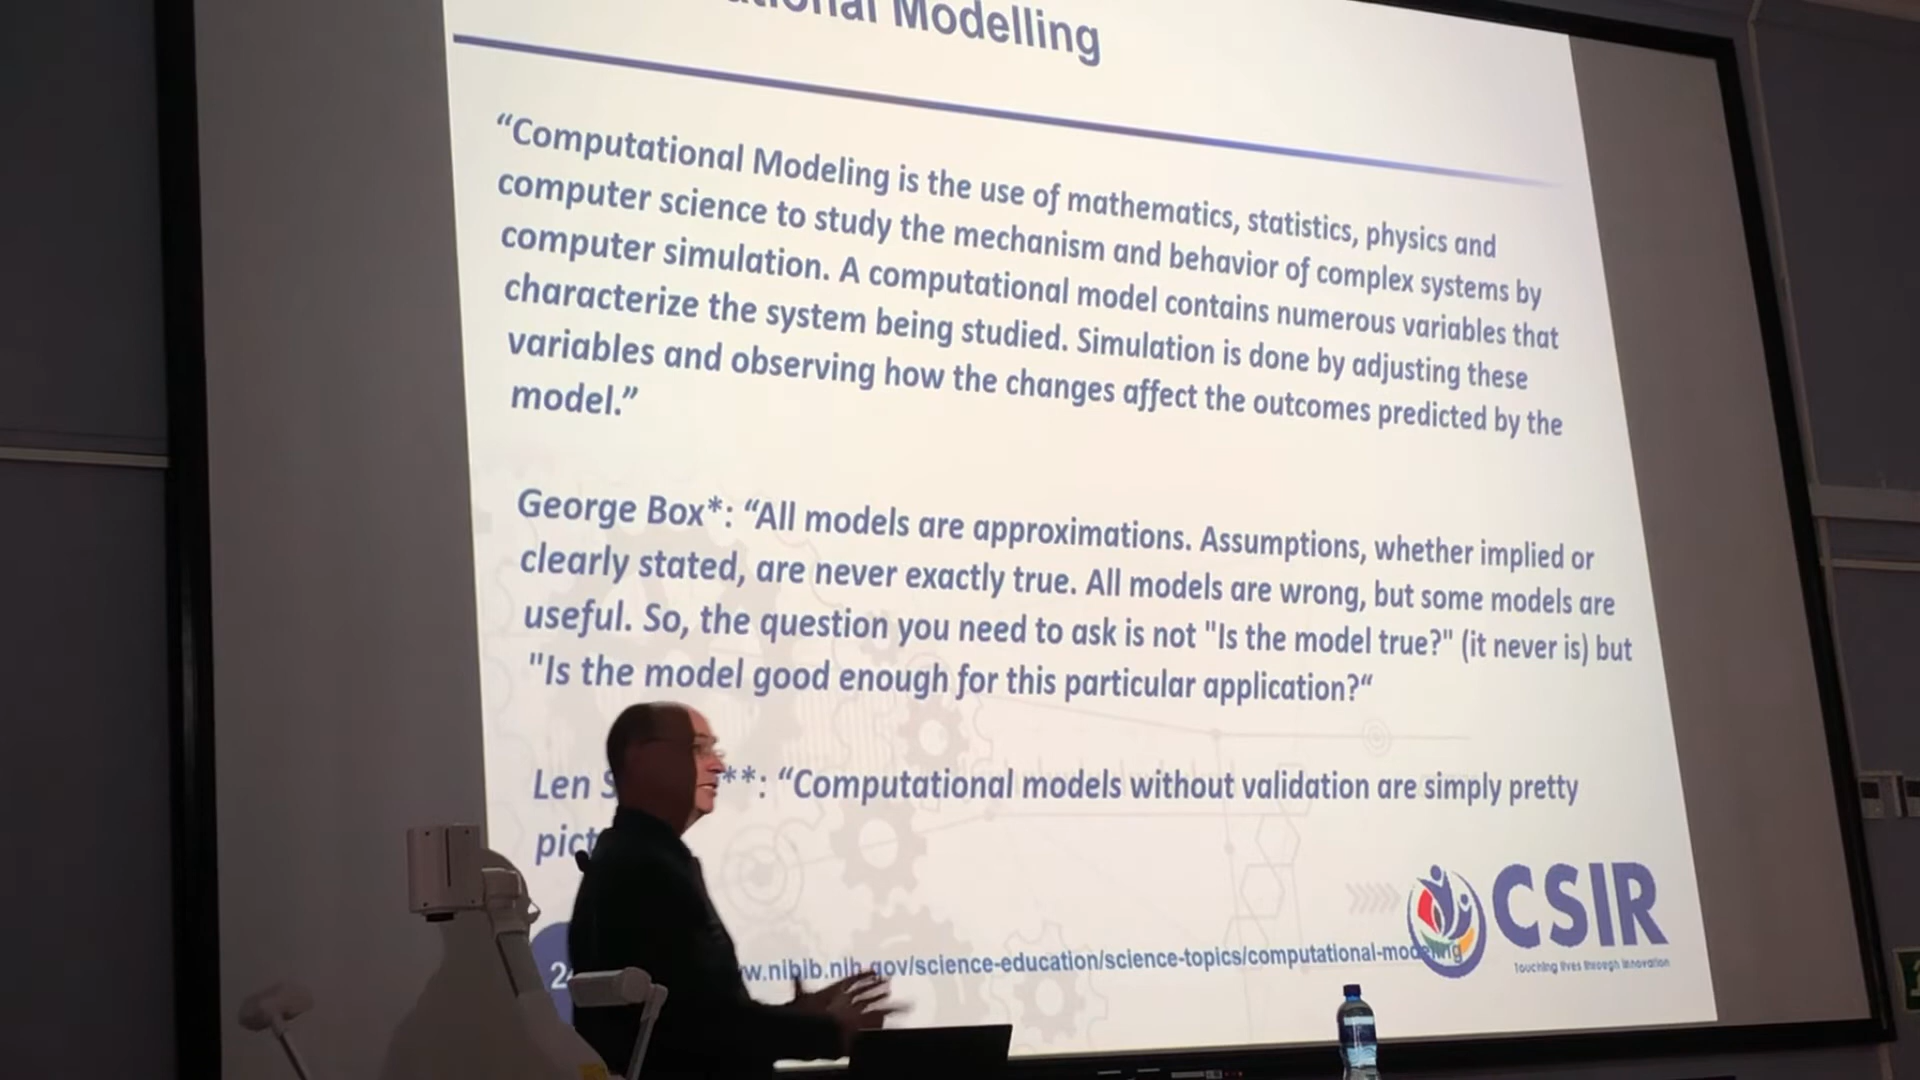 Modelling
“Computational Modeling is the use of mathematics, statistics, physics and
computer science to study the mechanism and behavior of complex systems by
computer simulation. A computational model contains numerous variables that
characterize the system being studied. Simulation is done by adjusting these
variables and observing how the changes affect the outcomes predicted by the
model.”
George Box*: “All models are approximations. Assumptions, whether implied or
clearly stated, are never exactly true. All models are wrong, but some models are
useful. So, the question you need to ask is not "Is the model true?" (it never is) but
"Is the model good enough for this particular application?“
Len **: “Computational models without validation are simply pretty
w.nibib.nih.gov/science-education/science-topics/computational-modeling
CSIR
Touching lives through innovation